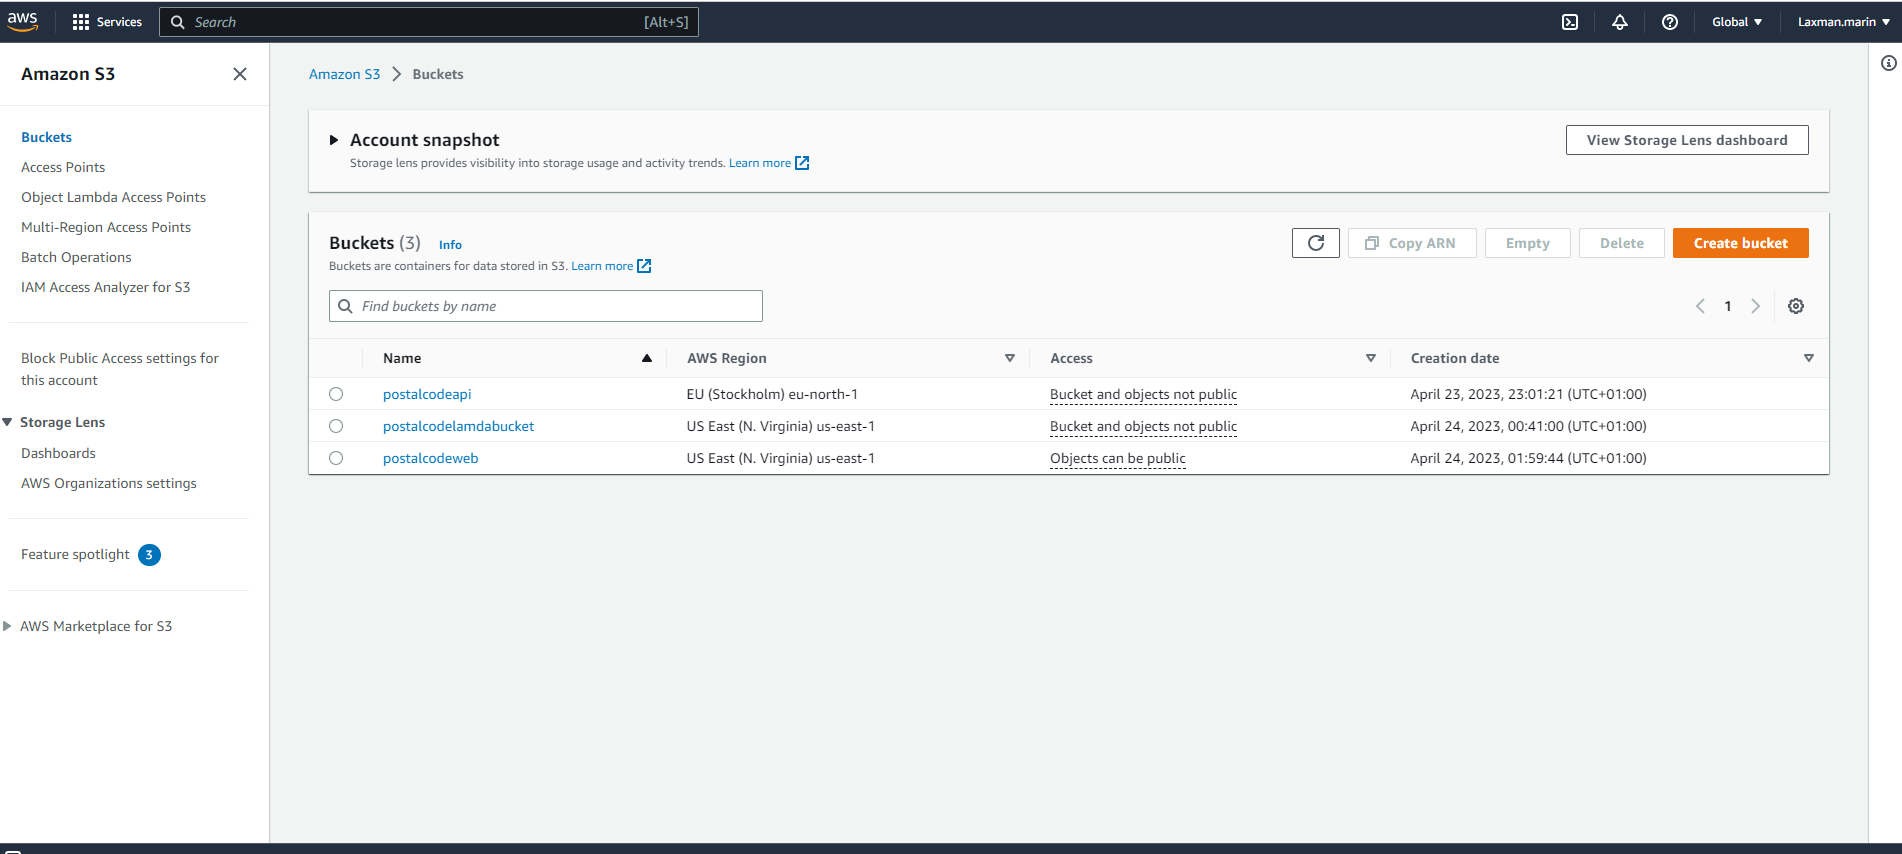 aws Services Search [Alt+S] Global Laxman.marin
Amazon S3
Buckets
Access Points
Object Lambda Access Points
Multi-Region Access Points
Batch Operations
IAM Access Analyzer for S3
Block Public Access settings for
this account
Storage Lens
Dashboards
AWS Organizations settings
Feature spotlight 3
AWS Marketplace for S3
Amazon S3 > Buckets
Account snapshot
Storage lens provides visibility into storage usage and activity trends. Learn more
View Storage Lens dashboard
Buckets (3) Info
Buckets are containers for data stored in S3. Learn more
Copy ARN Empty Delete Create bucket
Find buckets by name
1
Name AWS Region Access Creation date
postalcodeapi EU (Stockholm) eu-north-1 Bucket and objects not public April 23, 2023, 23:01:21 (UTC+01:00)
postalcodelamdabucket US East (N. Virginia) us-east-1 Bucket and objects not public April 24, 2023, 00:41:00 (UTC+01:00)
postalcodeweb US East (N. Virginia) us-east-1 Objects can be public April 24, 2023, 01:59:44 (UTC+01:00)